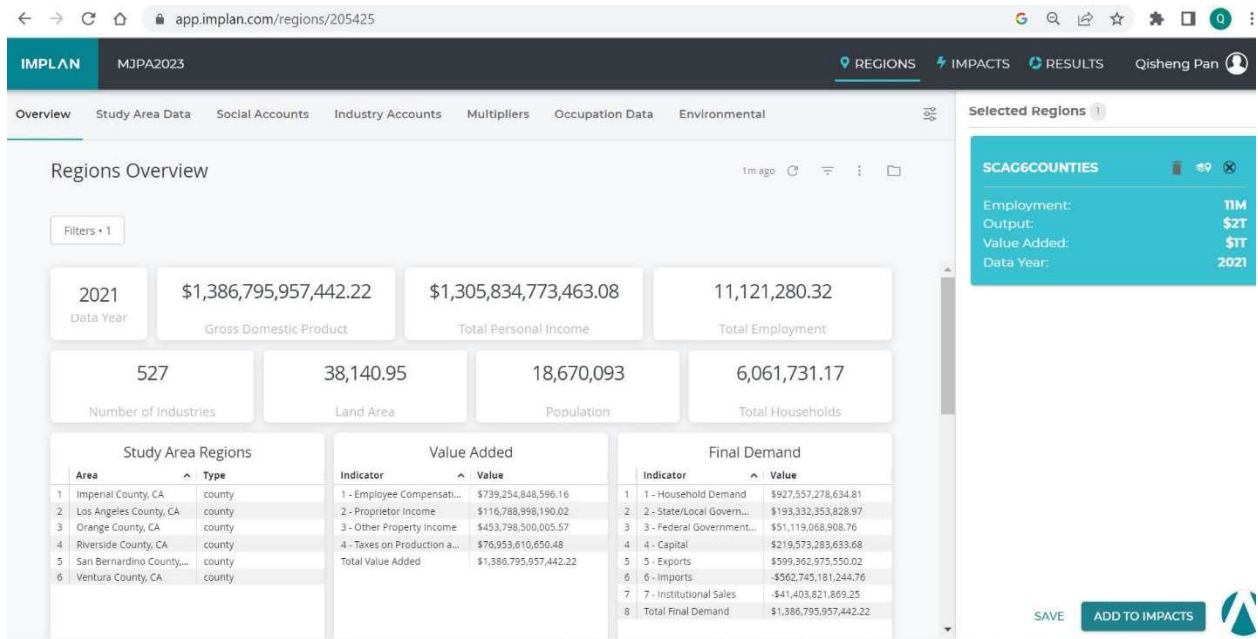 app.implan.com/regions/205425
G
Q
IMPLAN MJPA2023 REGIONS IMPACTS RESULTS Qisheng Pan
Overview Study Area Data Social Accounts Industry Accounts Multipliers Occupation Data Environmental
Regions Overview
1m ago
Filters • 1
2021
Data Year
$1,386,795,957,442.22
Gross Domestic Product
$1,305,834,773,463.08
Total Personal Income
11,121,280.32
Total Employment
527
Number of Industries
38,140.95
Land Area
18,670,093
Population
6,061,731.17
Total Households
Study Area Regions
Area Type
1 Imperial County, CA county
2 Los Angeles County, CA county
3 Orange County, CA county
4 Riverside County, CA county
5 San Bernardino County,... county
6 Ventura County, CA county
Value Added
Indicator Value
1 - Employee Compensati... $739,254,848,596.16
2 - Proprietor Income $116,788,998,190.02
3 - Other Property Income $453,798,500,005.57
4 - Taxes on Production a... $76,953,610,650.48
Total Value Added $1,386,795,957,442.22
Final Demand
Indicator Value
1 1 - Household Demand $927,557,278,634.81
2 2 - State/Local Govern... $193,332,353,828.97
3 3 - Federal Government... $51,119,068,908.76
4 4 - Capital $219,573,283,633.68
5 5 - Exports $599,362,975,550.02
6 6 - Imports -$562,745,181,244.76
7 7 - Institutional Sales -$41,403,821,869.25
8 Total Final Demand $1,386,795,957,442.22
Selected Regions 1
SCAG6COUNTIES
Employment: 11M
Output: $2T
Value Added: $1T
Data Year: 2021
SAVE ADD TO IMPACTS